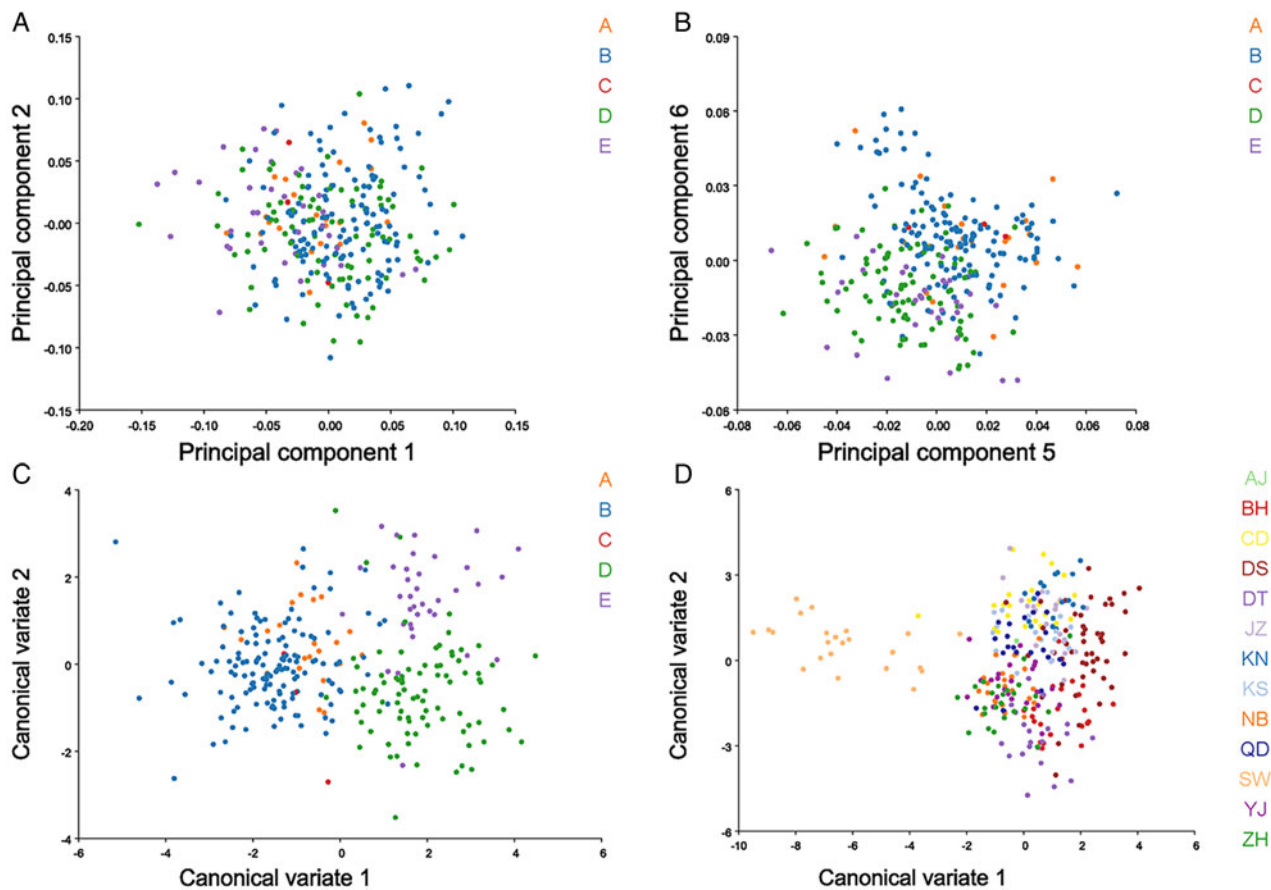 A
Principal component 2
0.15
0.10
0.05
-0.00
-0.05
-0.10
-0.15
-0.20
-0.15
-0.10
-0.05
0.00
0.05
0.10
0.15
Principal component 1
A
B
C
D
E
B
Principal component 6
0.09
0.06
0.03
0.00
-0.03
-0.06
-0.08
-0.06
-0.04
-0.02
0.00
0.02
0.04
0.06
0.08
Principal component 5
A
B
C
D
E
C
Canonical variate 2
4
2
0
-2
-4
-6
-4
-2
0
2
4
6
Canonical variate 1
A
B
C
D
E
D
Canonical variate 2
6
3
0
-3
-6
-10
-8
-6
-4
-2
0
2
4
6
Canonical variate 1
AJ
BH
CD
DS
DT
JZ
KN
KS
NB
QD
SW
YJ
ZH